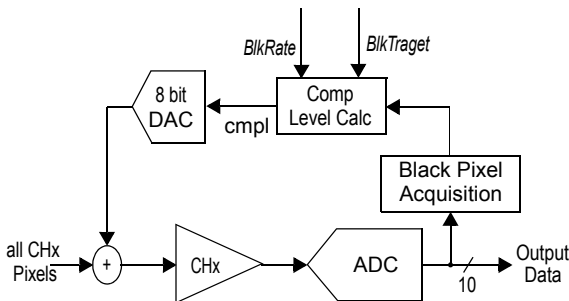 BlkRate
BlkTraget
8 bit
DAC
cmpl
Comp
Level Calc
Black Pixel
Acquisition
all CHx
Pixels
+
CHx
ADC
10
Output
Data